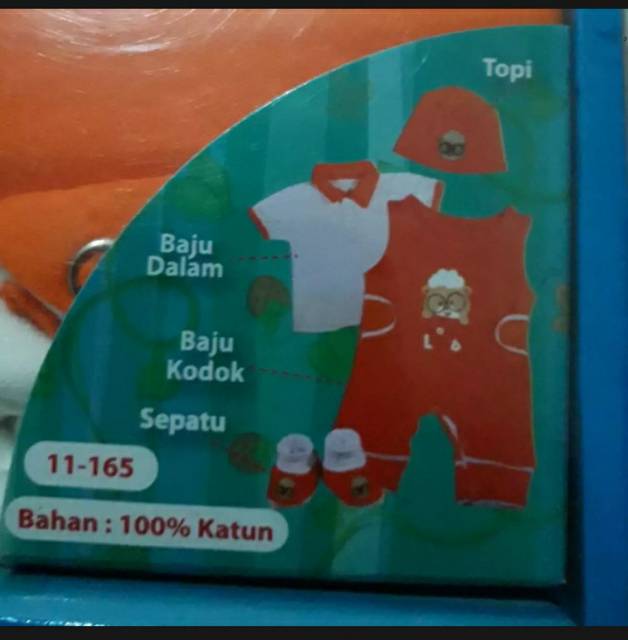 Topi
Baju
Dalam
Baju
Kodok
Sepatu
11-165
Bahan : 100% Katun